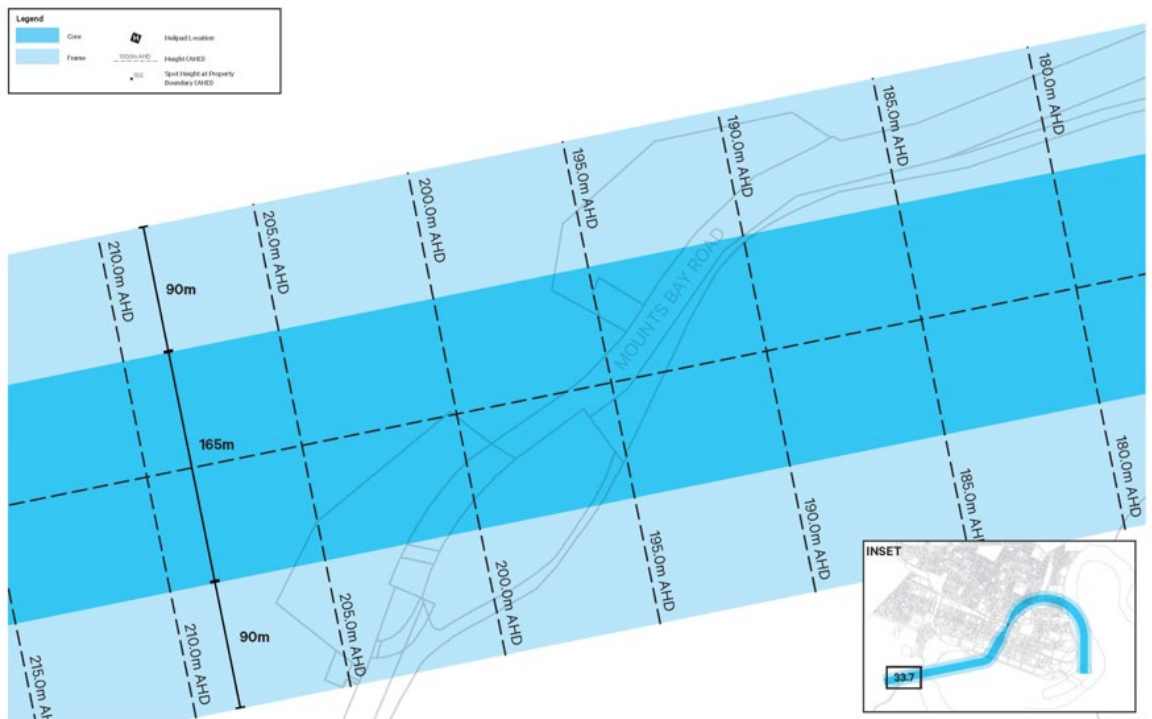 Legend
Core
Helipad Location
Frame
Height (AHD)
Spot Height at Property
Boundary (AHD)
180.0m AHD
185.0m AHD
190.0m AHD
195.0m AHD
200.0m AHD
205.0m AHD
210.0m AHD
90m
MOUNTS BAY ROAD
165m
90m
180.0m AHD
185.0m AH
190.0m AHD
195.0m AHD
200.0m AHD
205.0m AHD
210.0m AHD
215.0m AH
INSET
33.7